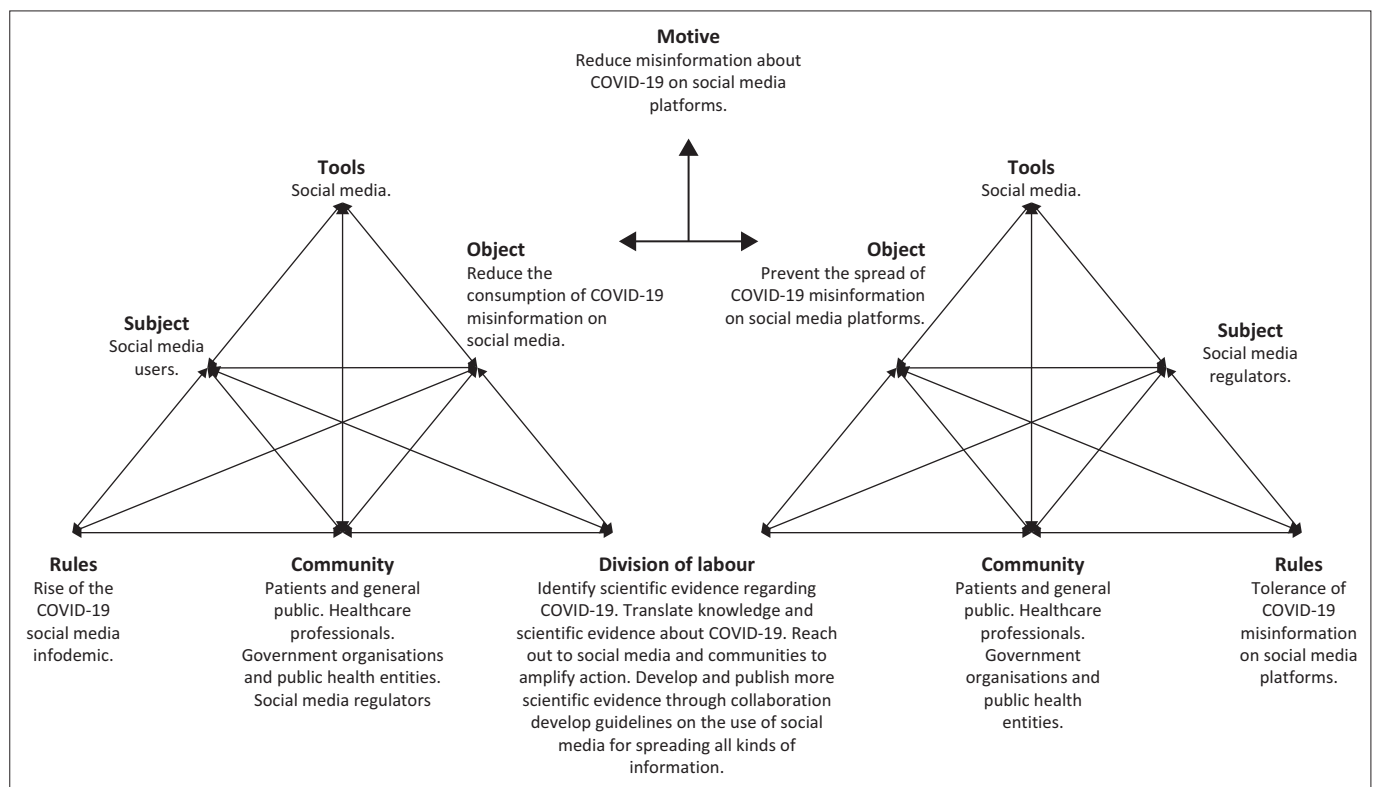 Motive
Reduce misinformation about
COVID-19 on social media
platforms.
Tools
Social media.
Tools
Social media.
Object
Reduce the
consumption of COVID-19
misinformation on
social media.
Object
Prevent the spread of
COVID-19 misinformation
on social media platforms.
Subject
Social media
users.
Subject
Social media
regulators.
Rules
Rise of the
COVID-19
social media
infodemic.
Community
Patients and general
public. Healthcare
professionals.
Government organisations
and public health entities.
Social media regulators
Division of labour
Identify scientific evidence regarding
COVID-19. Translate knowledge and
scientific evidence about COVID-19. Reach
out to social media and communities to
amplify action. Develop and publish more
scientific evidence through collaboration
develop guidelines on the use of social
media for spreading all kinds of
information.
Community
Patients and general
public. Healthcare
professionals.
Government
organisations and
public health
entities.
Rules
Tolerance of
COVID-19
misinformation
on social media
platforms.